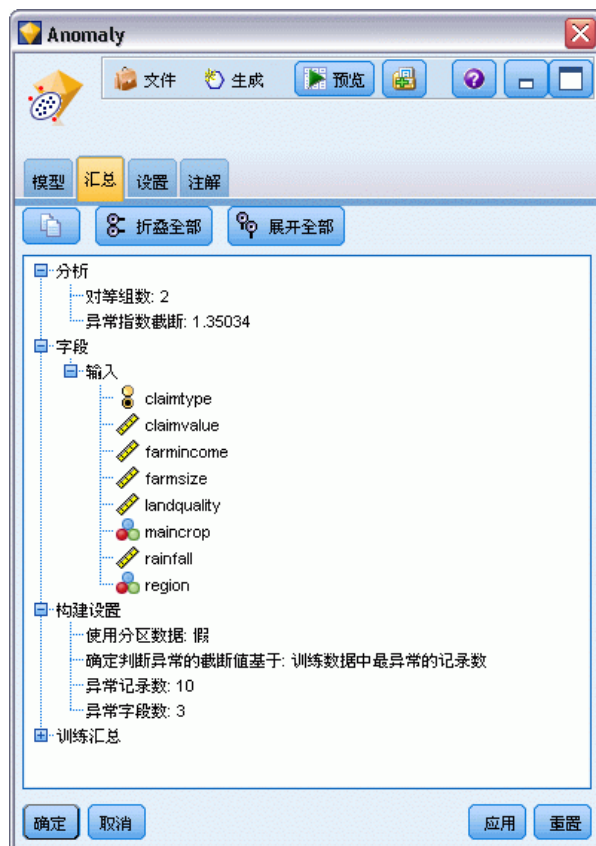 Anomaly
文件 生成 预览
模型 汇总 设置 注解
折叠全部 展开全部
分析
对等组数: 2
异常指数截断: 1.35034
字段
输入
claimtype
claimvalue
farmincome
farmsize
landquality
maincrop
rainfall
region
构建设置
使用分区数据: 假
确定判断异常的截断值基于: 训练数据中最异常的记录数
异常记录数: 10
异常字段数: 3
训练汇总
确定 取消 应用 重置